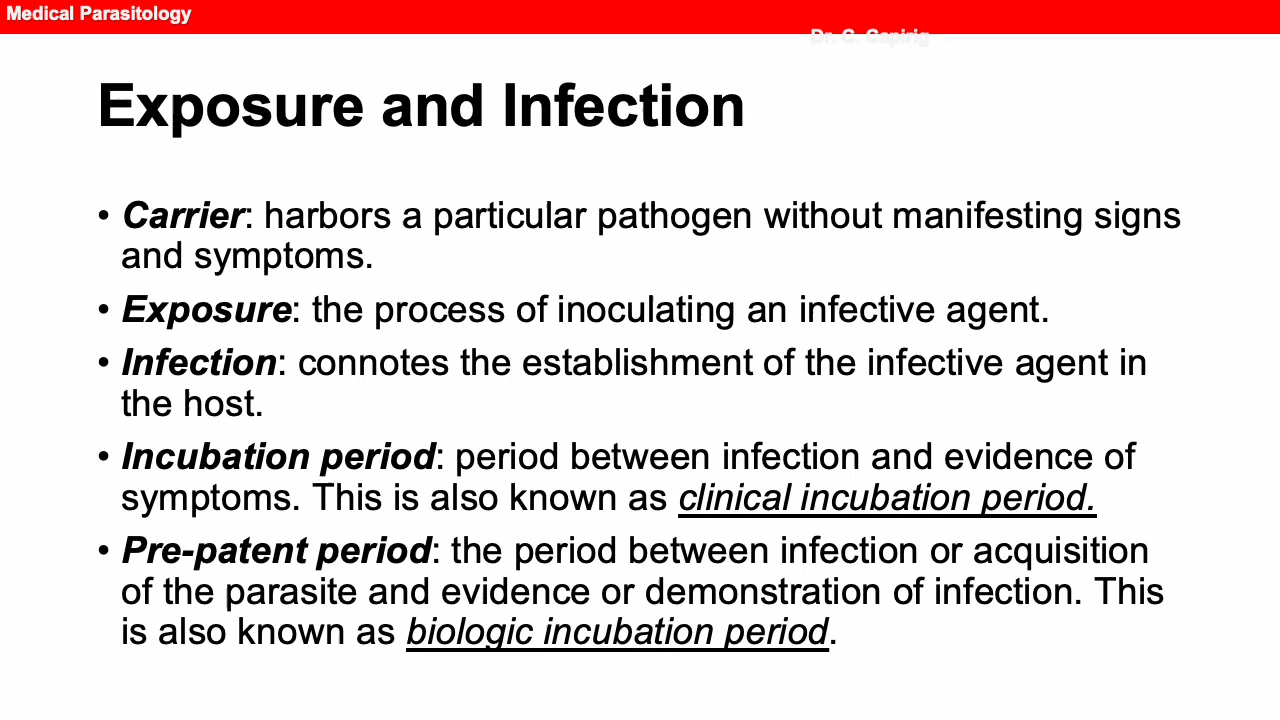 Medical Parasitology
Dr. C. Capirig
Exposure and Infection
• Carrier: harbors a particular pathogen without manifesting signs
and symptoms.
• Exposure: the process of inoculating an infective agent.
• Infection: connotes the establishment of the infective agent in
the host.
• Incubation period: period between infection and evidence of
symptoms. This is also known as clinical incubation period.
• Pre-patent period: the period between infection or acquisition
of the parasite and evidence or demonstration of infection. This
is also known as biologic incubation period.